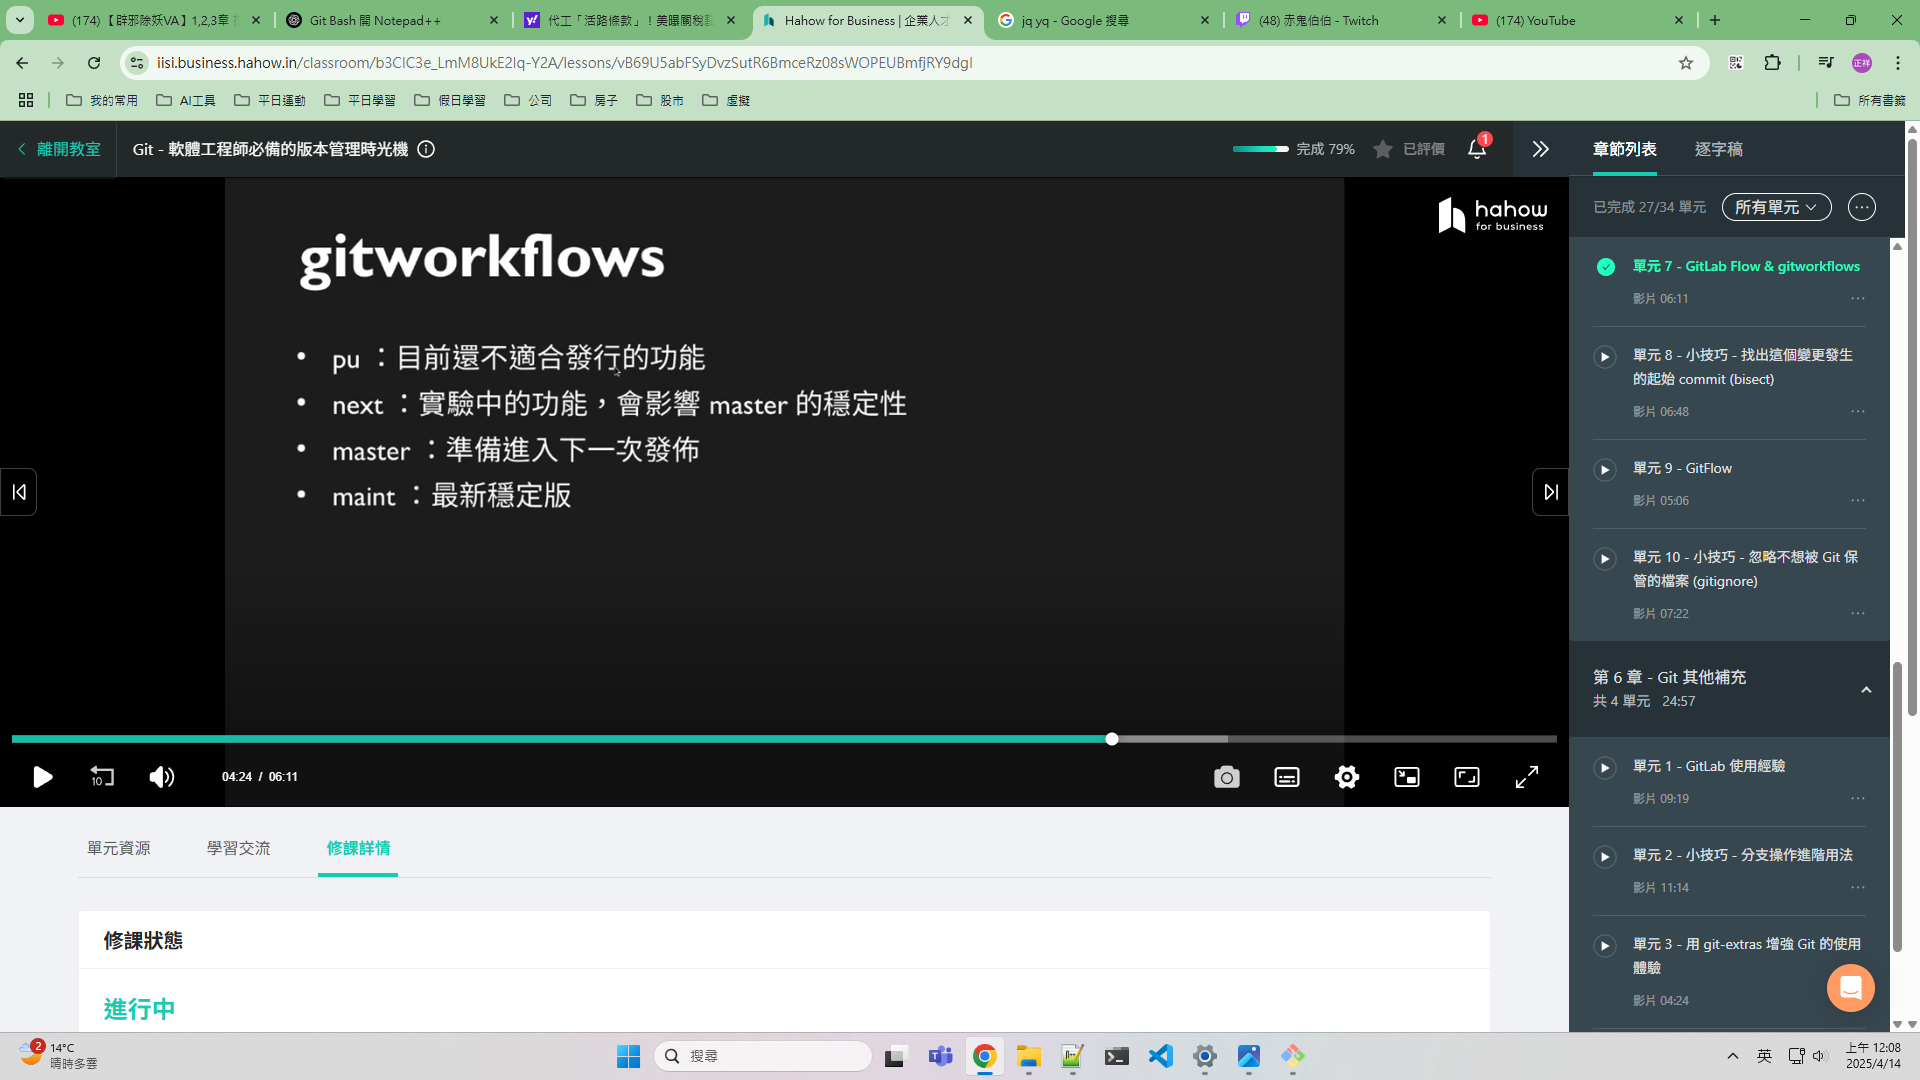 (174) 【辟邪除妖VA】1,2,3章
Git Bash 開 Notepad++
代工「活路條款」！美眼關稅
Hahow for Business | 企業人才
jq yq - Google 搜尋
(48) 赤鬼伯伯 - Twitch
(174) YouTube
iisi.business.hahow.in/classroom/b3ClC3e_LmM8UkE2lq-Y2A/lessons/vB69U5abFSyDvzSutR6BmceRz08sWOPEUBmfjRY9dgI
正祥
我的常用
AI工具
平日運動
平日學習
假日學習
公司
房子
股市
虛擬
所有書籤
離開教室
Git - 軟體工程師必備的版本管理時光機
完成 79%
已評價
1
章節列表
逐字稿
已完成 27/34 單元
所有單元
hahow
for business
gitworkflows
• pu ：目前還不適合發行的功能
• next ：實驗中的功能，會影響 master 的穩定性
• master ：準備進入下一次發佈
• maint ：最新穩定版
10
04:24 / 06:11
單元 7 - GitLab Flow & gitworkflows
影片 06:11
單元 8 - 小技巧 - 找出這個變更發生
的起始 commit (bisect)
影片 06:48
單元 9 - GitFlow
影片 05:06
單元 10 - 小技巧 - 忽略不想被 Git 保
管的檔案 (gitignore)
影片 07:22
第 6 章 - Git 其他補充
共 4 單元 24:57
單元 1 - GitLab 使用經驗
影片 09:19
單元 2 - 小技巧 - 分支操作進階用法
影片 11:14
單元 3 - 用 git-extras 增強 Git 的使用
體驗
影片 04:24
單元資源
學習交流
修課詳情
修課狀態
進行中
2
14°C
晴時多雲
搜尋
英
上午 12:08
2025/4/14